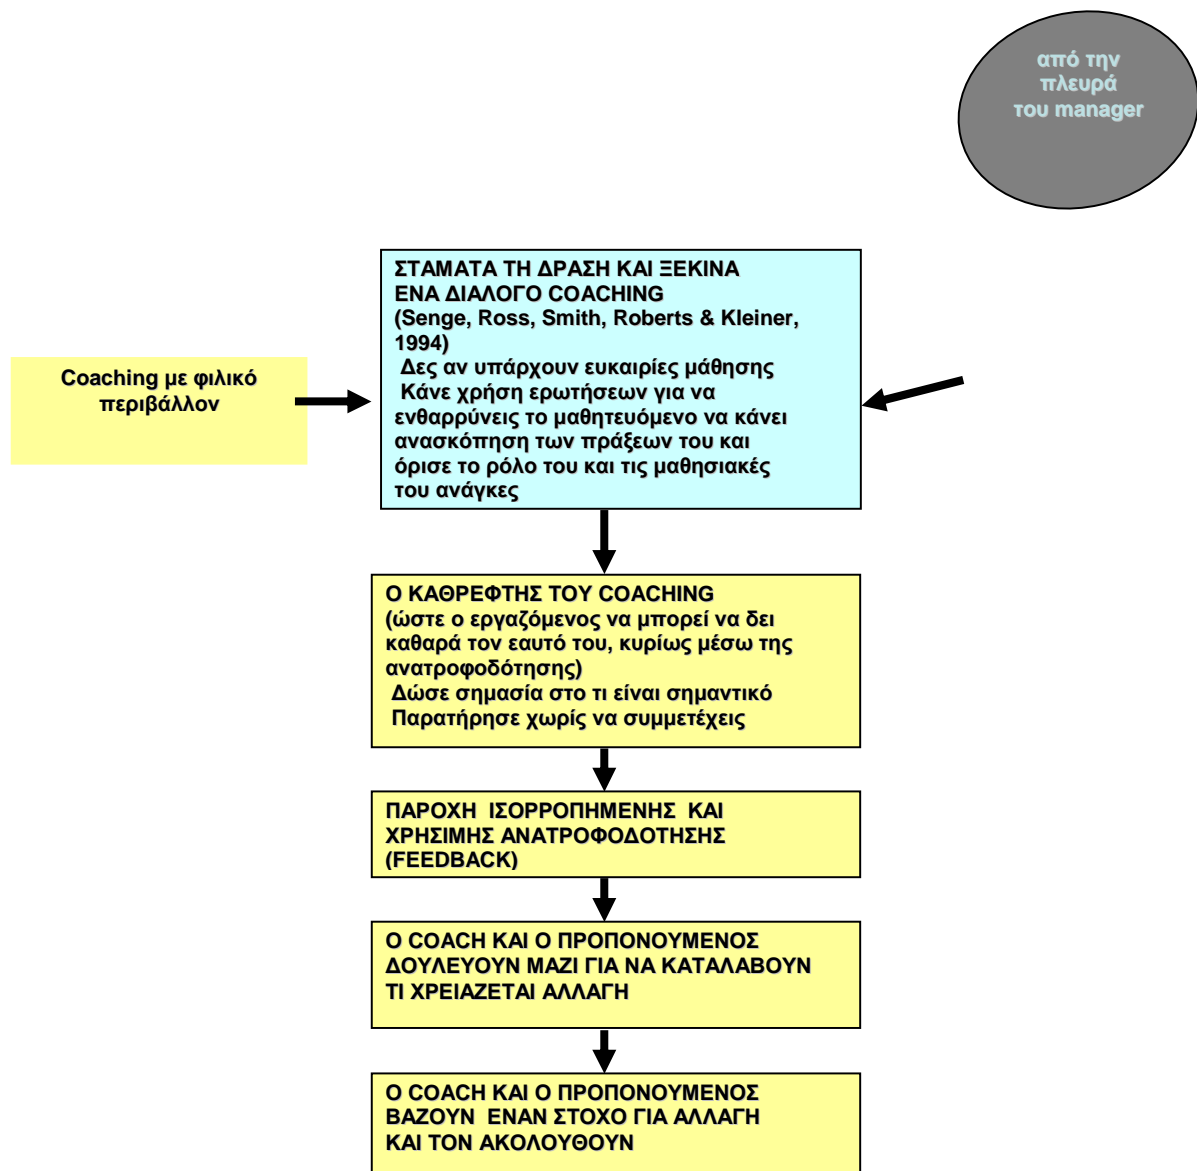 από την
πλευρά
του manager
ΣΤΑΜΑΤΑ ΤΗ ΔΡΑΣΗ ΚΑΙ ΞΕΚΙΝΑ
ΕΝΑ ΔΙΑΛΟΓΟ COACHING
(Senge, Ross, Smith, Roberts & Kleiner,
1994)
Δες αν υπάρχουν ευκαιρίες μάθησης
Κάνε χρήση ερωτήσεων για να
ενθαρρύνεις το μαθητευόμενο να κάνει
ανασκόπηση των πράξεων του και
όρισε το ρόλο του και τις μαθησιακές
του ανάγκες
Coaching με φιλικό
περιβάλλον
Ο ΚΑΘΡΕΦΤΗΣ ΤΟΥ COACHING
(ώστε ο εργαζόμενος να μπορεί να δει
καθαρά τον εαυτό του, κυρίως μέσω της
ανατροφοδότησης)
Δώσε σημασία στο τι είναι σημαντικό
Παρατήρησε χωρίς να συμμετέχεις
ΠΑΡΟΧΗ ΙΣΟΡΡΟΠΗΜΕΝΗΣ ΚΑΙ
ΧΡΗΣΙΜΗΣ ΑΝΑΤΡΟΦΟΔΟΤΗΣΗΣ
(FEEDBACK)
Ο COACH ΚΑΙ Ο ΠΡΟΠΟΝΟΥΜΕΝΟΣ
ΔΟΥΛΕΥΟΥΝ ΜΑΖΙ ΓΙΑ ΝΑ ΚΑΤΑΛΑΒΟΥΝ
ΤΙ ΧΡΕΙΑΖΕΤΑΙ ΑΛΛΑΓΗ
Ο COACH ΚΑΙ Ο ΠΡΟΠΟΝΟΥΜΕΝΟΣ
ΒΑΖΟΥΝ ΕΝΑΝ ΣΤΟΧΟ ΓΙΑ ΑΛΛΑΓΗ
ΚΑΙ ΤΟΝ ΑΚΟΛΟΥΘΟΥΝ